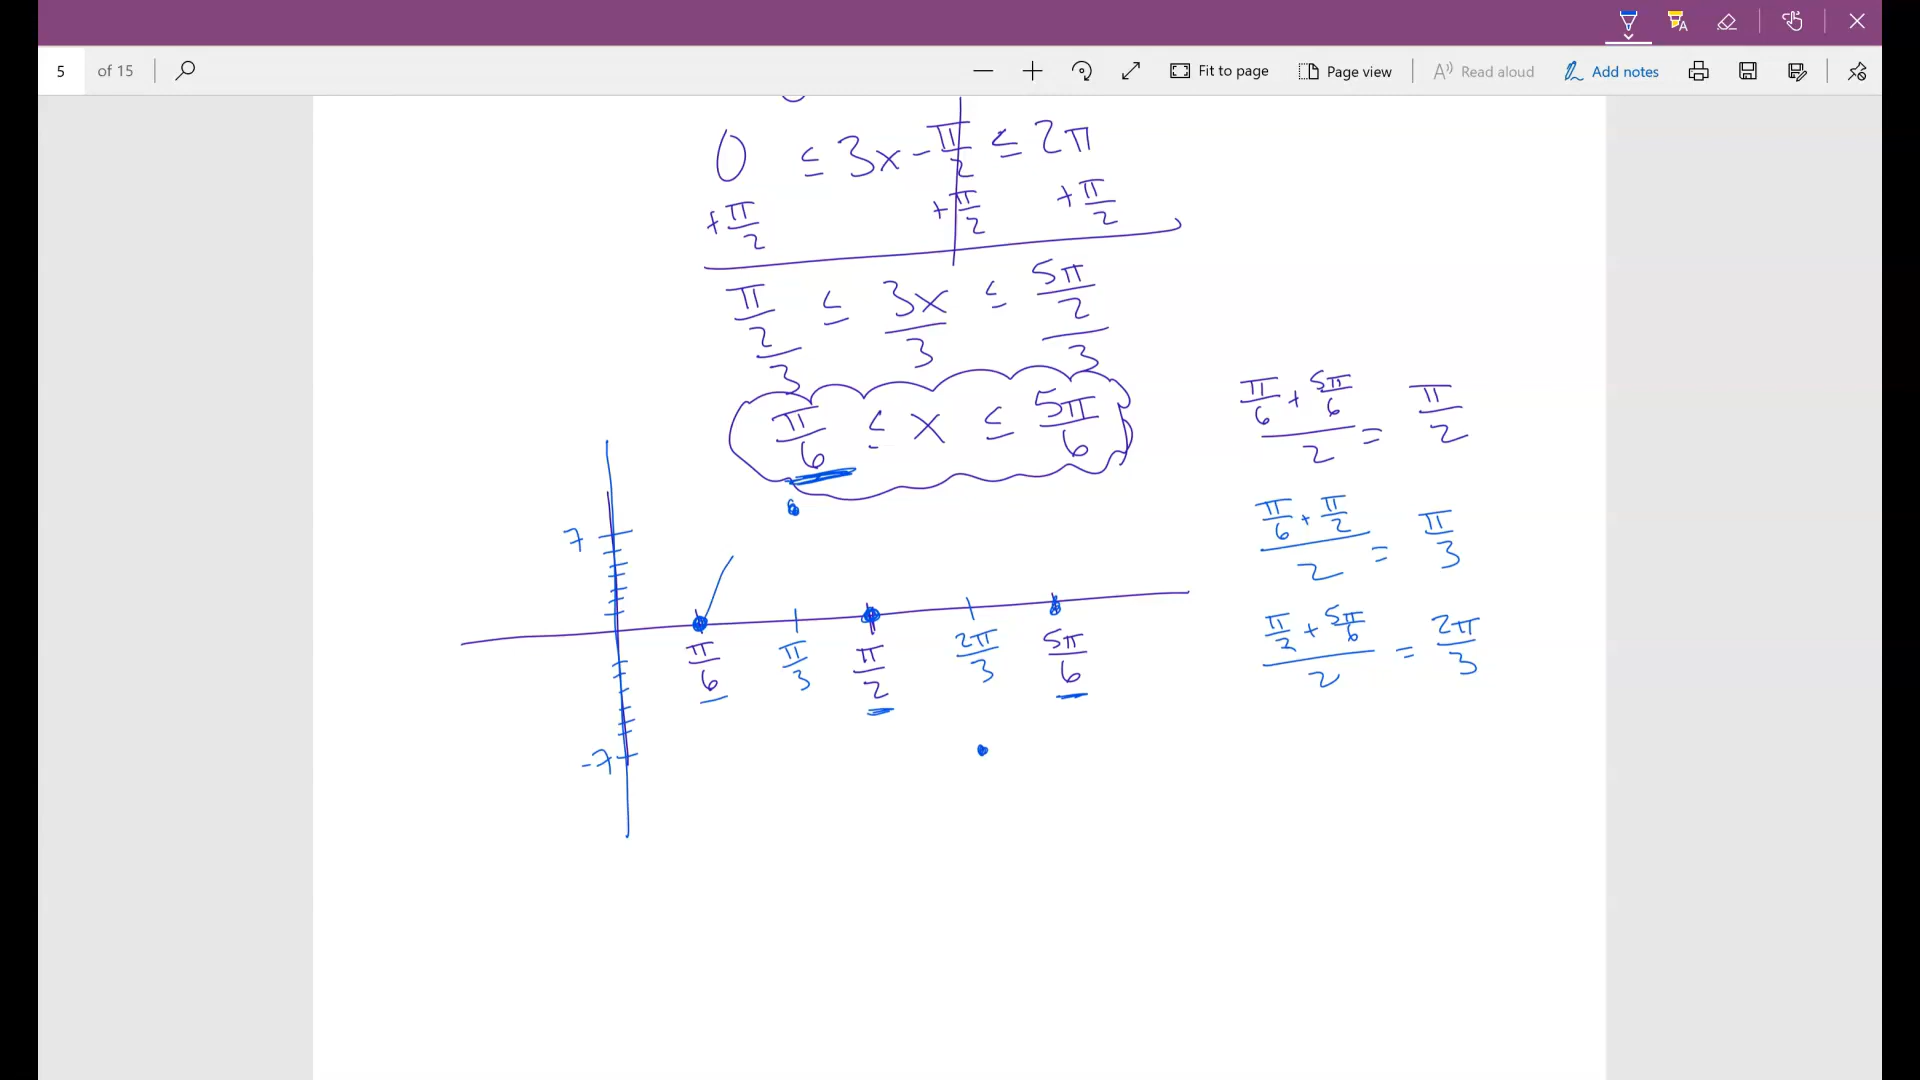 5 of 15 Fit to page Page view Read aloud Add notes
0 ≤ 3x - π/2 ≤ 2π
+π/2 +π/2 +π/2
π/2/3 ≤ 3x/3 ≤ 5π/2/3
π/6 ≤ x ≤ 5π/6
π/6 + 5π/6 / 2 = π/2
π/6 + π/2 / 2 = π/3
π/2 + 5π/6 / 2 = 2π/3
7
π/6 π/3 π/2 2π/3 5π/6
-7